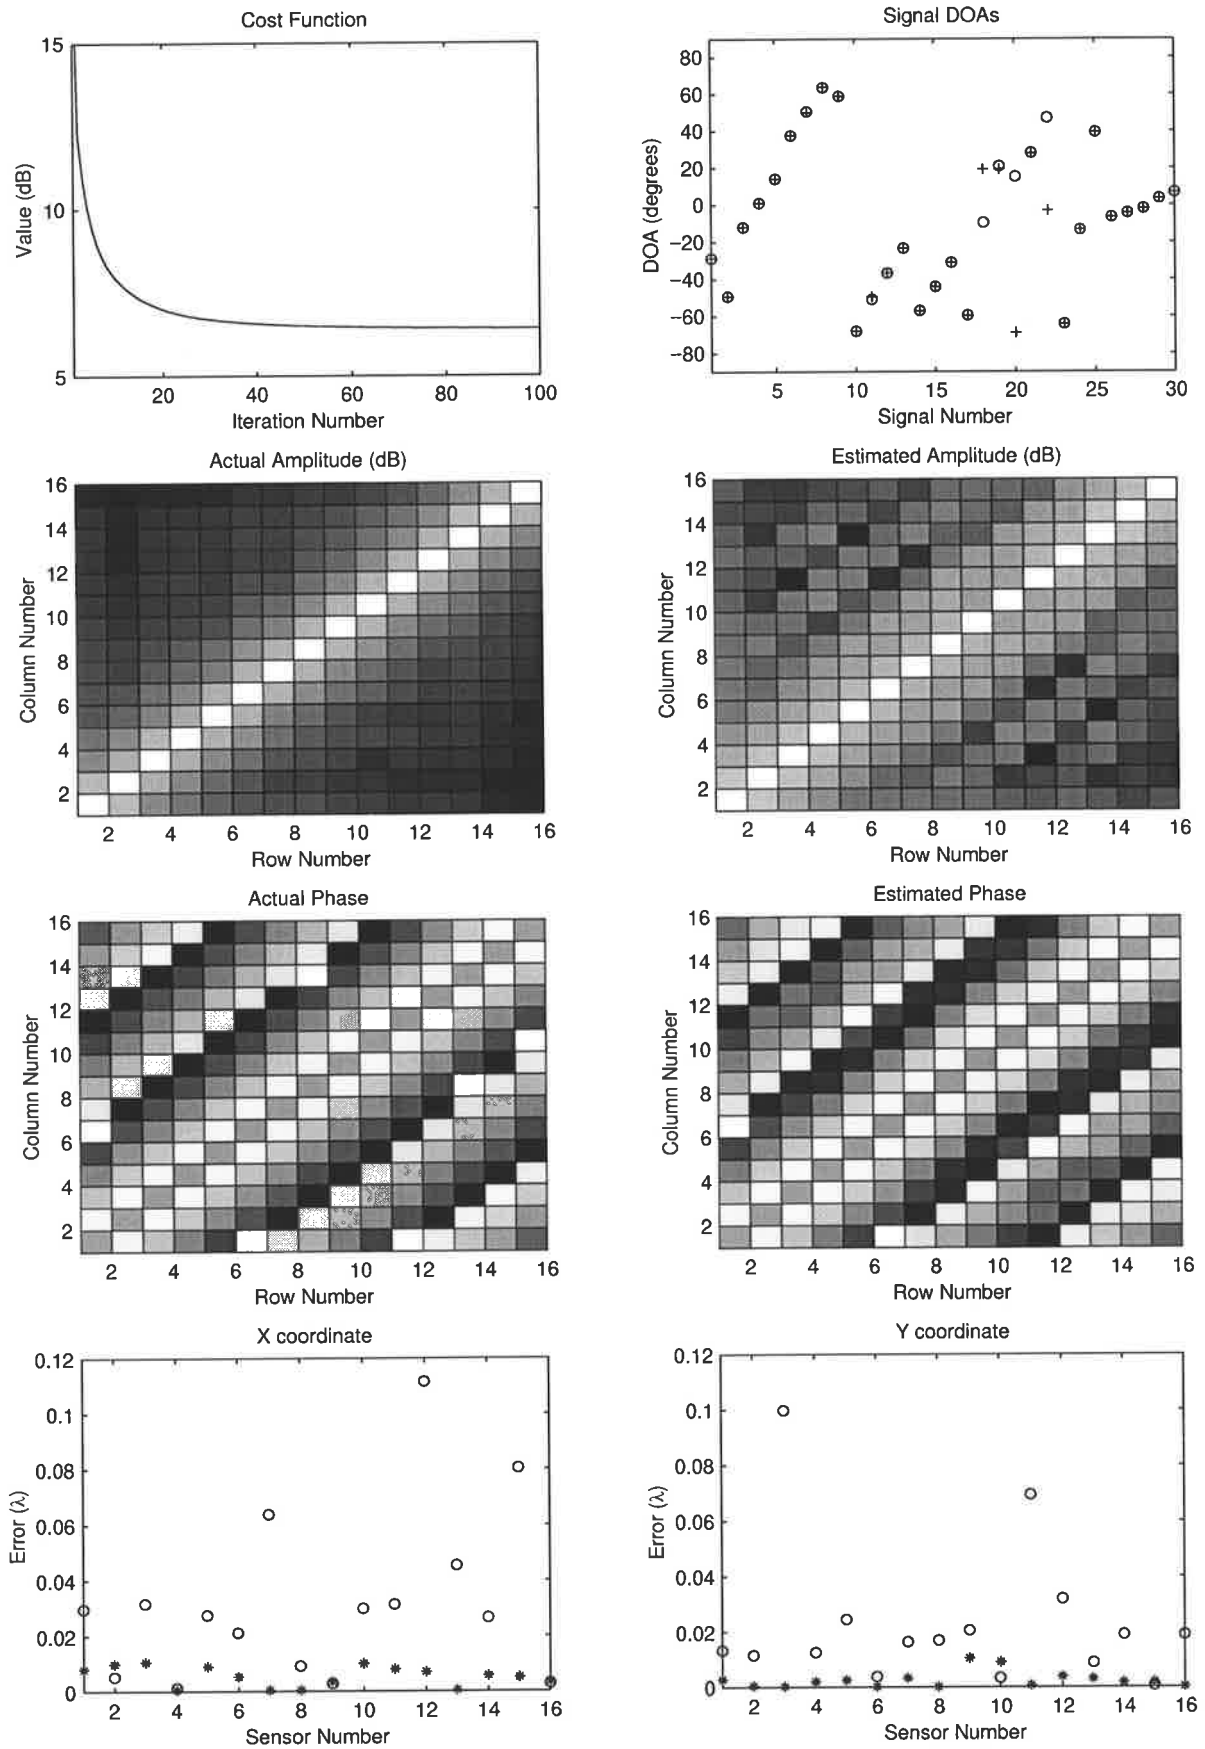 Cost Function
15
10
5
Value (dB)
20 40 60 80 100
Iteration Number
Signal DOAs
80
60
40
20
0
−20
−40
−60
−80
DOA (degrees)
5 10 15 20 25 30
Signal Number
Actual Amplitude (dB)
16
14
12
10
8
6
4
2
Column Number
2 4 6 8 10 12 14 16
Row Number
Estimated Amplitude (dB)
16
14
12
10
8
6
4
2
Column Number
2 4 6 8 10 12 14 16
Row Number
Actual Phase
16
14
12
10
8
6
4
2
Column Number
2 4 6 8 10 12 14 16
Row Number
Estimated Phase
16
14
12
10
8
6
4
2
Column Number
2 4 6 8 10 12 14 16
Row Number
X coordinate
0.12
0.1
0.08
0.06
0.04
0.02
0
Error (λ)
2 4 6 8 10 12 14 16
Sensor Number
Y coordinate
0.12
0.1
0.08
0.06
0.04
0.02
0
Error (λ)
2 4 6 8 10 12 14 16
Sensor Number